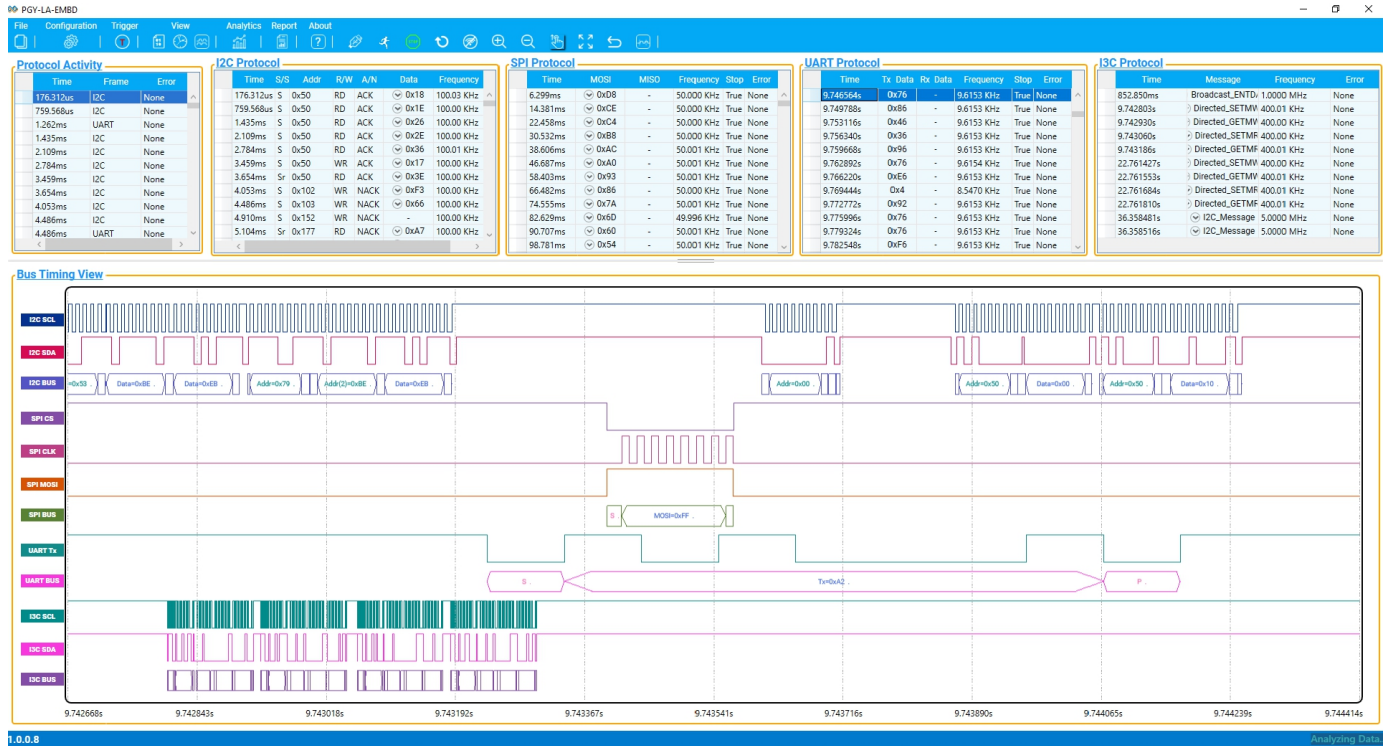 PGY-LA-EMBD
File Configuration Trigger View Analytics Report About
Protocol Activity
Time Frame Error
176.312us I2C None
759.568us I2C None
1.262ms UART None
1.435ms I2C None
2.109ms I2C None
2.784ms I2C None
3.459ms I2C None
3.654ms I2C None
4.053ms I2C None
4.486ms I2C None
4.486ms UART None
I2C Protocol
Time S/S Addr R/W A/N Data Frequency
176.312us S 0x50 RD ACK 0x18 100.03 KHz
759.568us S 0x50 RD ACK 0x1E 100.00 KHz
1.435ms S 0x50 RD ACK 0x26 100.00 KHz
2.109ms S 0x50 RD ACK 0x2E 100.00 KHz
2.784ms S 0x50 RD ACK 0x36 100.01 KHz
3.459ms S 0x50 WR ACK 0x17 100.00 KHz
3.654ms Sr 0x50 RD ACK 0x3E 100.00 KHz
4.053ms S 0x102 WR NACK 0xF3 100.00 KHz
4.486ms S 0x103 WR NACK 0x66 100.00 KHz
4.910ms S 0x152 WR NACK - 100.00 KHz
5.104ms Sr 0x177 RD NACK 0xA7 100.00 KHz
SPI Protocol
Time MOSI MISO Frequency Stop Error
6.299ms 0xD8 - 50.000 KHz True None
14.381ms 0xCE - 50.000 KHz True None
22.458ms 0xC4 - 50.000 KHz True None
30.532ms 0xB8 - 50.000 KHz True None
38.606ms 0xAC - 50.001 KHz True None
46.687ms 0xA0 - 50.001 KHz True None
58.403ms 0x93 - 50.001 KHz True None
66.482ms 0x86 - 50.000 KHz True None
74.555ms 0x7A - 50.001 KHz True None
82.629ms 0x6D - 49.996 KHz True None
90.707ms 0x60 - 50.001 KHz True None
98.781ms 0x54 - 50.001 KHz True None
UART Protocol
Time Tx Data Rx Data Frequency Stop Error
9.746564s 0x76 - 9.6153 KHz True None
9.749788s 0x86 - 9.6153 KHz True None
9.753116s 0x46 - 9.6153 KHz True None
9.756340s 0x36 - 9.6153 KHz True None
9.759668s 0x96 - 9.6153 KHz True None
9.762892s 0x76 - 9.6154 KHz True None
9.766220s 0xE6 - 9.6153 KHz True None
9.769444s 0x4 - 8.5470 KHz True None
9.772772s 0x92 - 9.6153 KHz True None
9.775996s 0x76 - 9.6153 KHz True None
9.779324s 0x76 - 9.6153 KHz True None
9.782548s 0xF6 - 9.6153 KHz True None
I3C Protocol
Time Message Frequency Error
852.850ms Broadcast_ENTD 1.0000 MHz None
9.742803s Directed_SETMW 400.01 KHz None
9.742930s Directed_GETMW 400.00 KHz None
9.743060s Directed_SETMR 400.00 KHz None
9.743186s Directed_GETMR 400.01 KHz None
22.761427s Directed_SETMW 400.00 KHz None
22.761553s Directed_GETMW 400.01 KHz None
22.761684s Directed_SETMR 400.01 KHz None
22.761810s Directed_GETMR 400.01 KHz None
36.358481s I2C_Message 5.0000 MHz None
36.358516s I2C_Message 5.0000 MHz None
Bus Timing View
I2C SCL
I2C SDA
I2C BUS =0x53 . Data=0xBE . Data=0xEB . Addr=0x79 . Addr(2)=0xBE . Data=0xEB . Addr=0x00 . Addr=0x50 . Data=0x00 . Addr=0x50 . Data=0x10 .
SPI CS
SPI CLK
SPI MOSI
SPI BUS S . MOSI=0xFF .
UART Tx
UART BUS S . Tx=0xA2 . P .
I3C SCL
I3C SDA
I3C BUS
9.742668s 9.742843s 9.743018s 9.743192s 9.743367s 9.743541s 9.743716s 9.743890s 9.744065s 9.744239s 9.744414s
1.0.0.8 Analyzing Data.